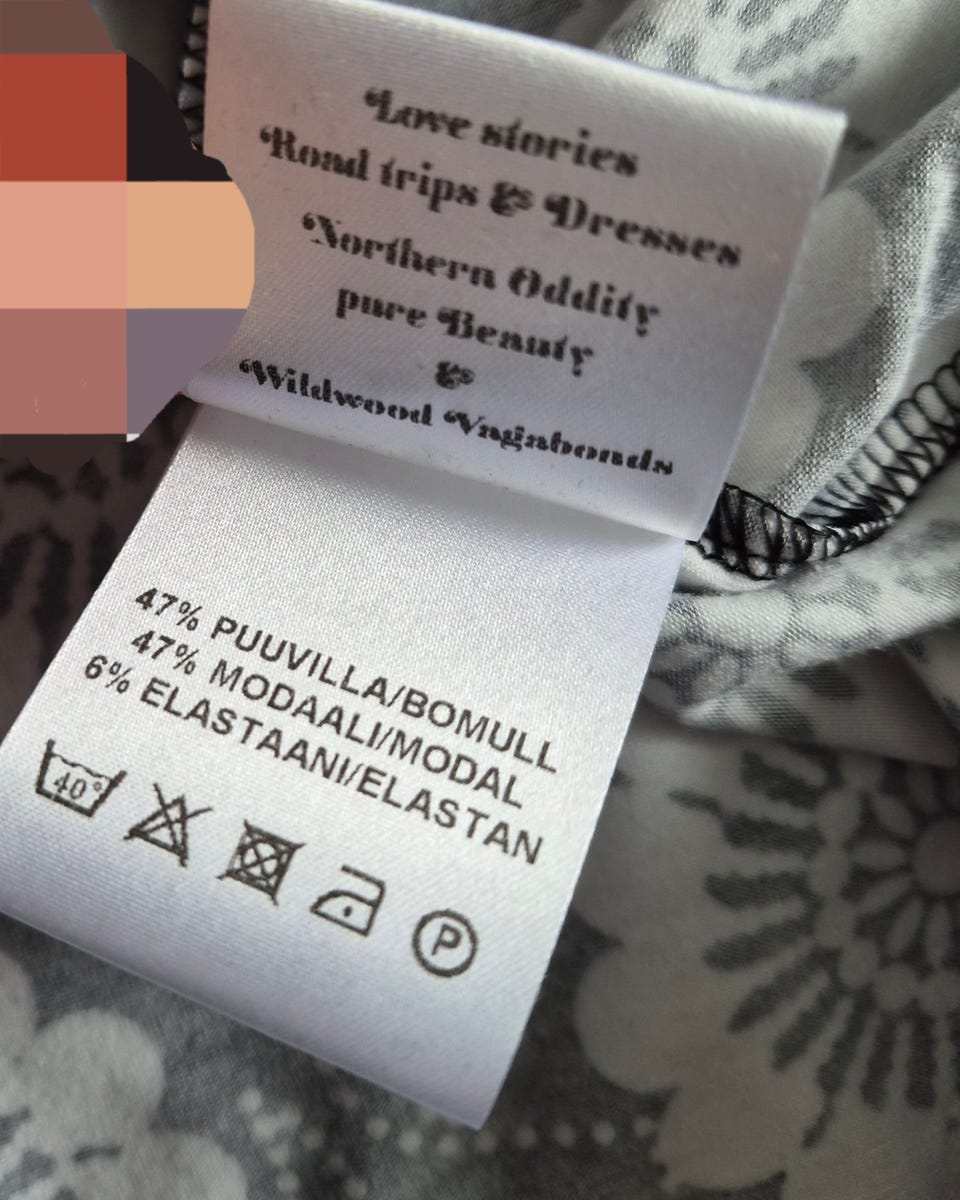 Love stories
Road trips & Dresses
Northern Oddity
pure Beauty
&
Wildwood Vagabonds
47% PUUVILLA/BOMULL
47% MODAALI/MODAL
6% ELASTAANI/ELASTAN
40°
P